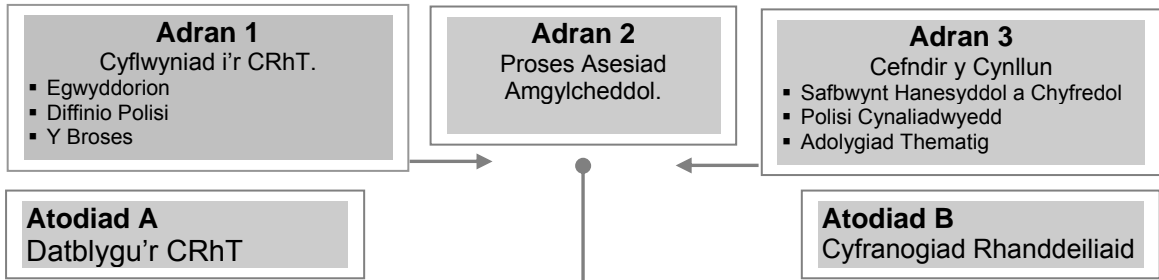 Adran 1
Cyflwyniad i'r CRhT.
▪ Egwyddorion
▪ Diffinio Polisi
▪ Y Broses
Adran 2
Proses Asesiad
Amgylcheddol.
Adran 3
Cefndir y Cynllun
▪ Safbwynt Hanesyddol a Chyfredol
▪ Polisi Cynaliadwyedd
▪ Adolygiad Thematig
Atodiad A
Datblygu'r CRhT
Atodiad B
Cyfranogiad Rhanddeiliaid